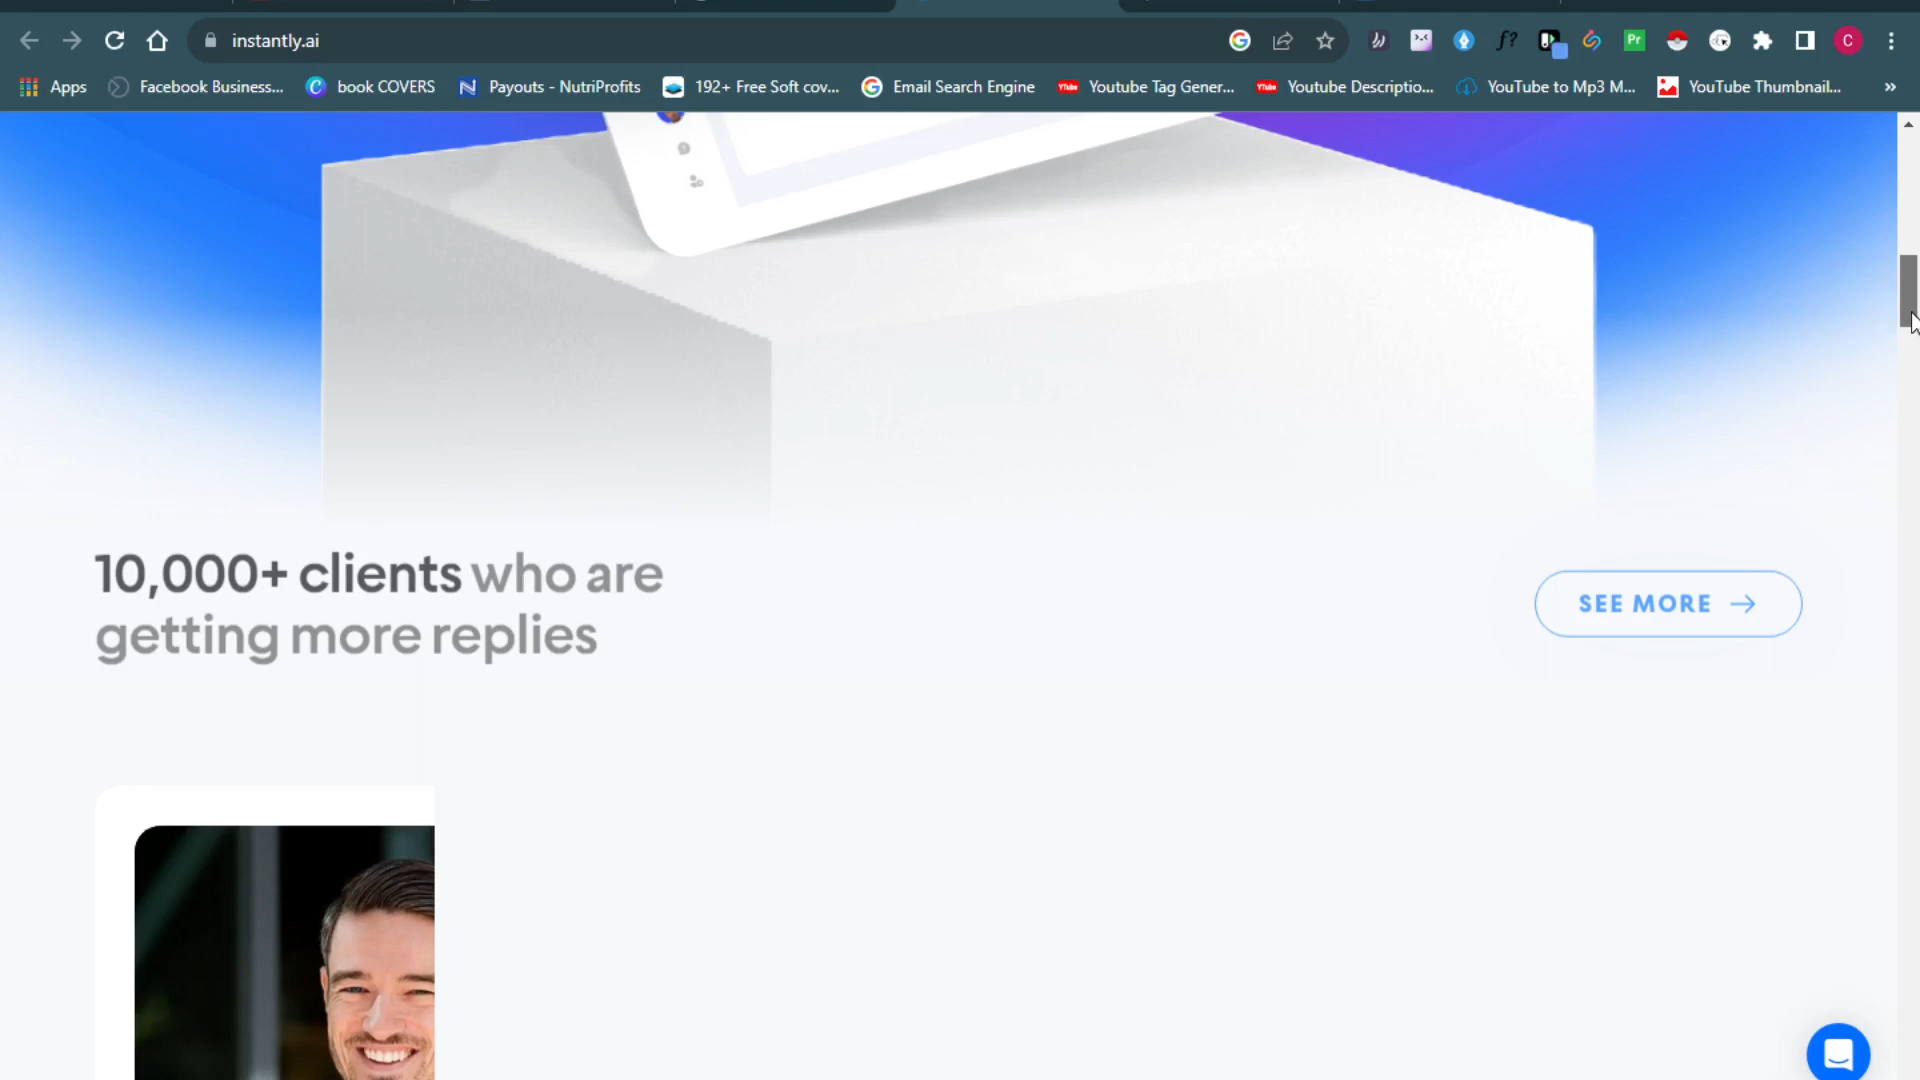 instantly.ai
f?
Pr
C
Apps
Facebook Business...
book COVERS
Payouts - NutriProfits
192+ Free Soft cov...
Email Search Engine
Youtube Tag Gener...
Youtube Descriptio...
YouTube to Mp3 M...
YouTube Thumbnail...
»
10,000+ clients who are
getting more replies
SEE MORE →